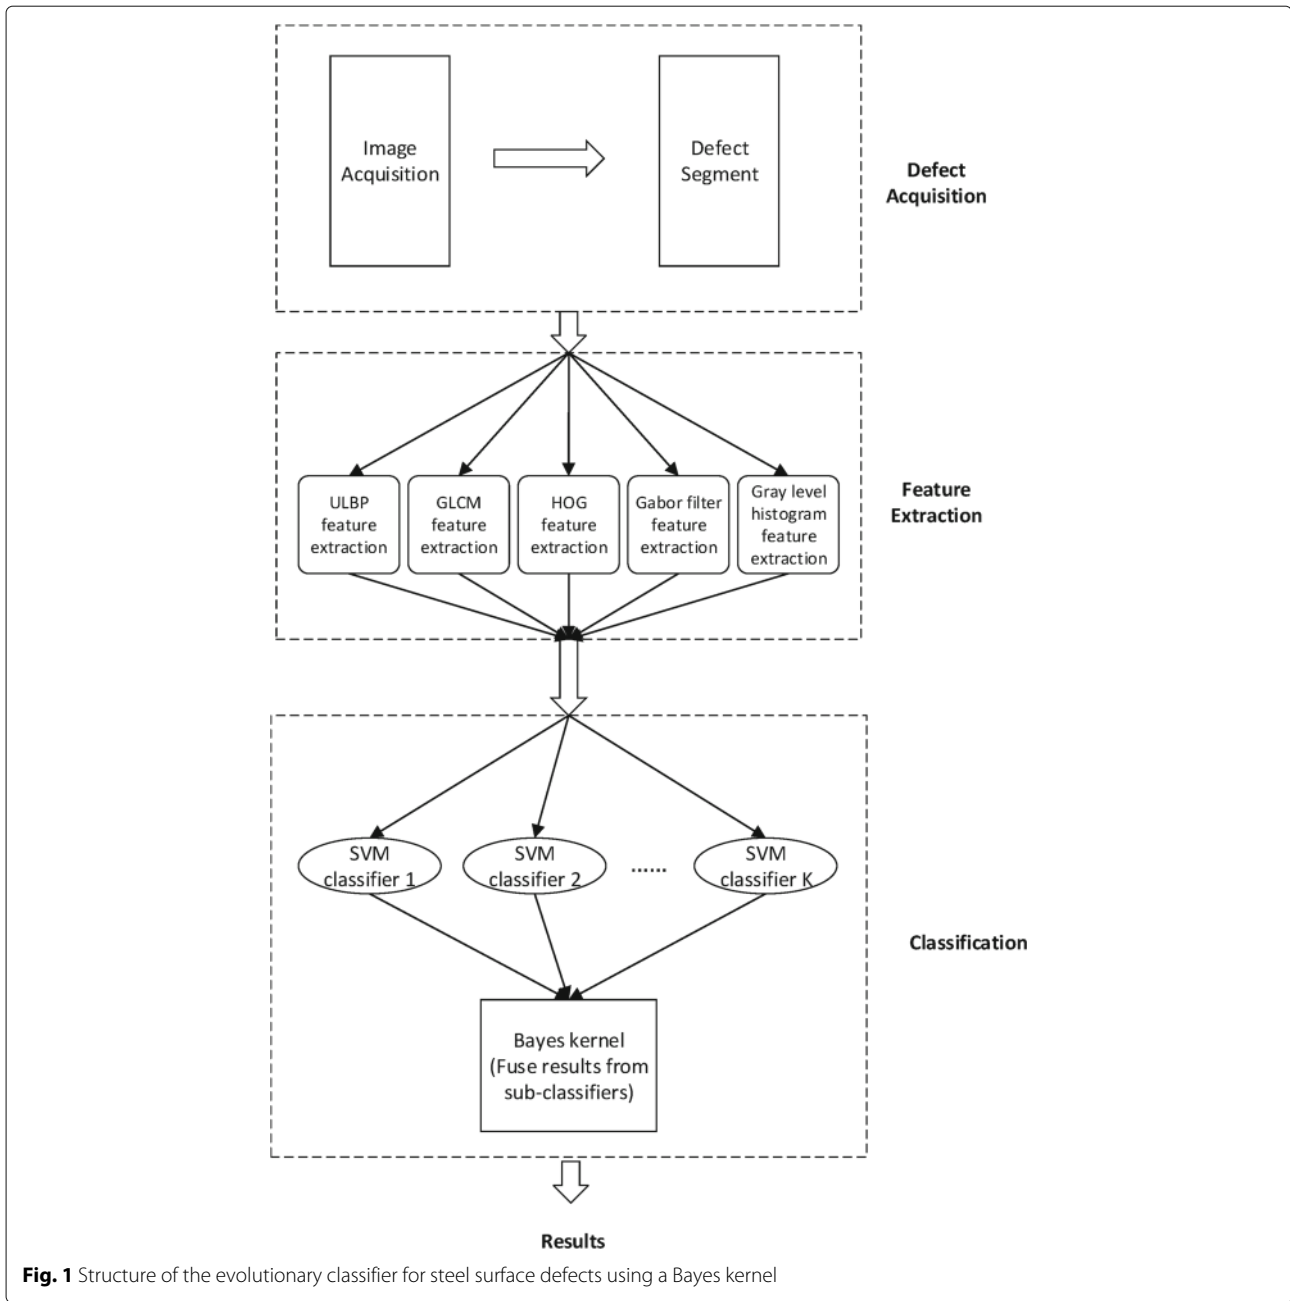 Image
Acquisition
Defect
Segment
Defect
Acquisition
ULBP
feature
extraction
GLCM
feature
extraction
HOG
feature
extraction
Gabor filter
feature
extraction
Gray level
histogram
feature
extraction
Feature
Extraction
SVM
classifier 1
SVM
classifier 2
......
SVM
classifier K
Classification
Bayes kernel
(Fuse results from
sub-classifiers)
Results
Fig. 1 Structure of the evolutionary classifier for steel surface defects using a Bayes kernel